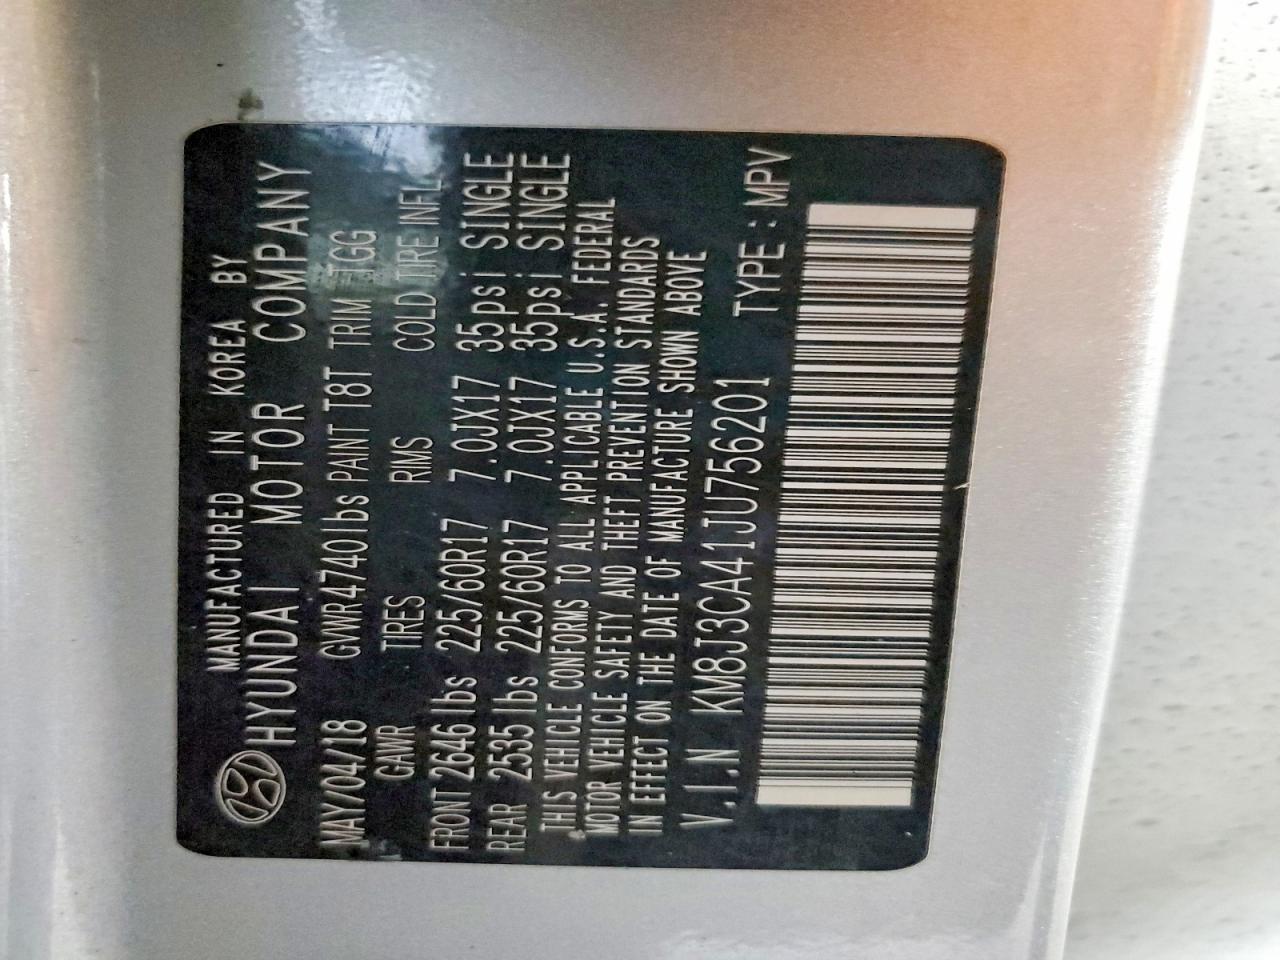 MANUFACTURED IN KOREA BY
HYUNDAI MOTOR COMPANY
MAY/04/18 GVWR4740lbs PAINT T8T TRIM TGG
GAWR TIRES RIMS COLD TIRE INFL
FRONT 2646 lbs 225/60R17 7.0JX17 35psi SINGLE
REAR 2535 lbs 225/60R17 7.0JX17 35psi SINGLE
THIS VEHICLE CONFORMS TO ALL APPLICABLE U.S.A. FEDERAL
MOTOR VEHICLE SAFETY AND THEFT PREVENTION STANDARDS
IN EFFECT ON THE DATE OF MANUFACTURE SHOWN ABOVE
V.I.N KM8J3CA41JU756201 TYPE : MPV